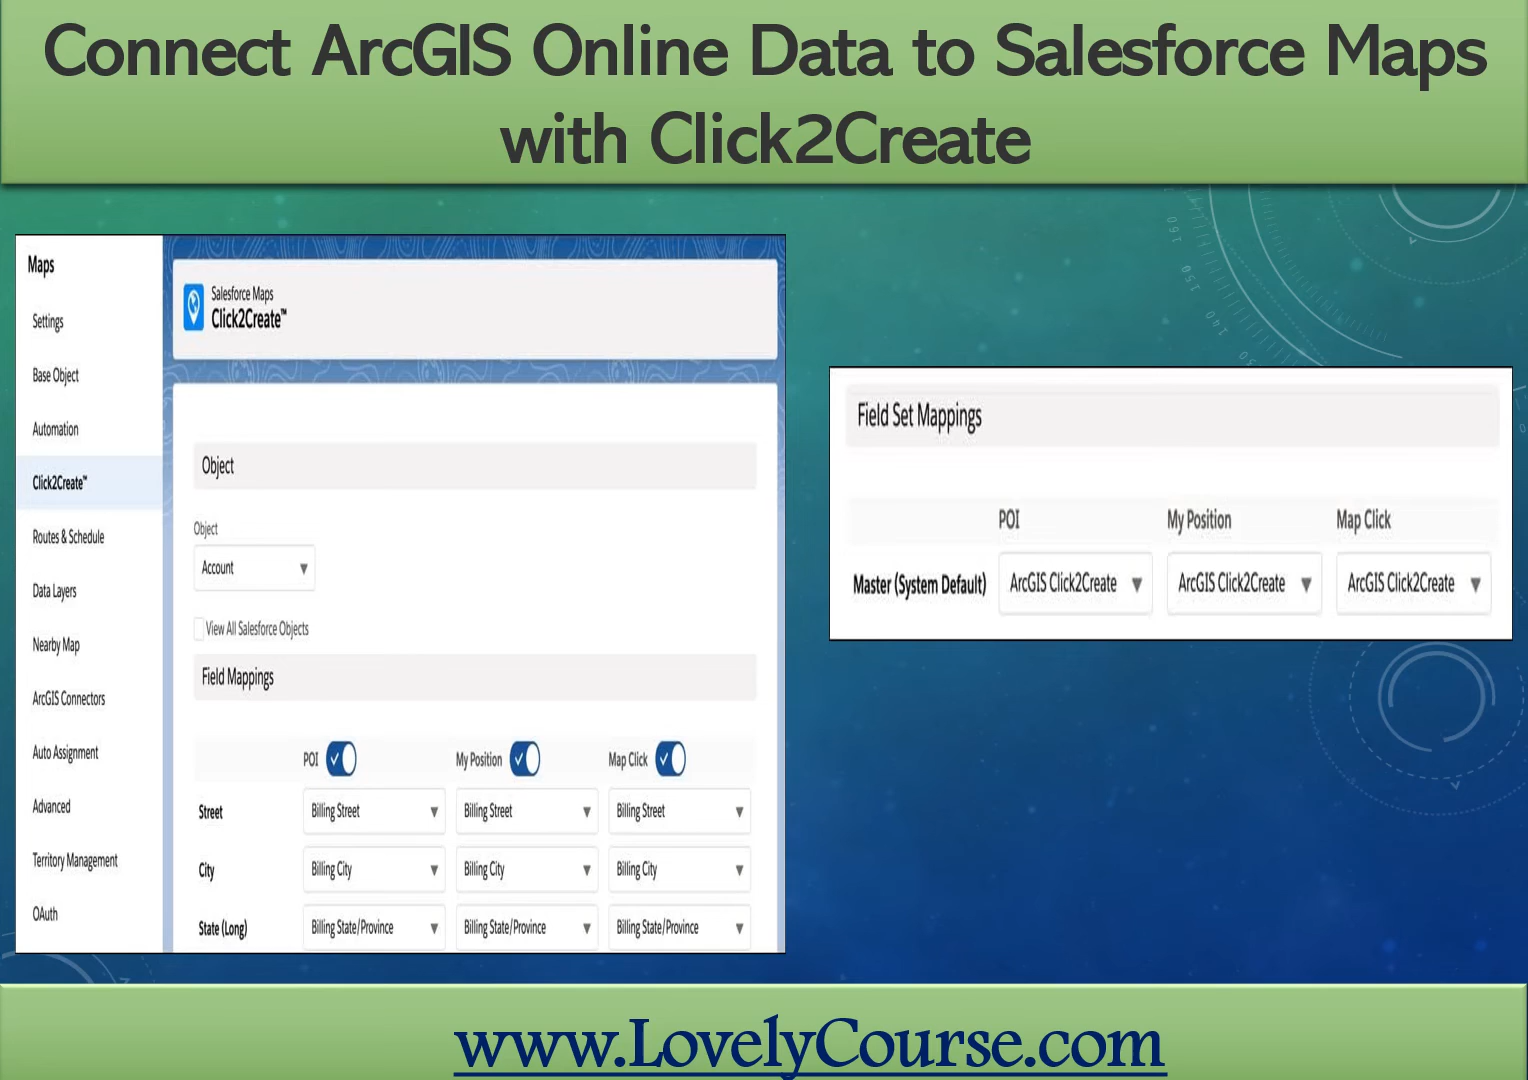 Connect ArcGIS Online Data to Salesforce Maps
with Click2Create
Maps
Settings
Base Object
Automation
Click2Create™
Routes & Schedule
Data Layers
Nearby Map
ArcGIS Connectors
Auto Assignment
Advanced
Territory Management
OAuth
Salesforce Maps
Click2Create™
Object
Object
Account
View All Salesforce Objects
Field Mappings
POI My Position Map Click
Street Billing Street Billing Street Billing Street
City Billing City Billing City Billing City
State (Long) Billing State/Province Billing State/Province Billing State/Province
Field Set Mappings
POI My Position Map Click
Master (System Default) ArcGIS Click2Create ArcGIS Click2Create ArcGIS Click2Create
160
150
140
www.LovelyCourse.com